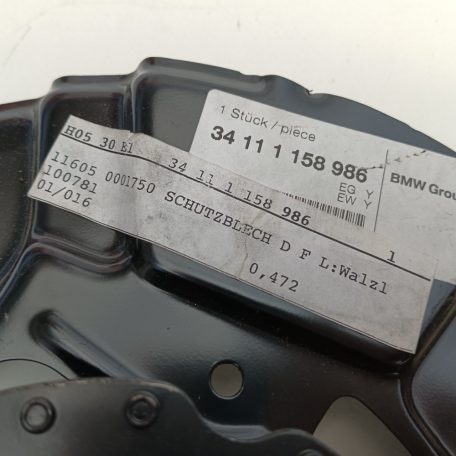 1 Stück/pièce
34 11 1 158 986
EG Y
EW Y
BMW Grou
H05 30 E1 34 11 1 158 986 1
11605 0001750 SCHUTZBLECH D F L:Walzl
100781
01/016 0,472